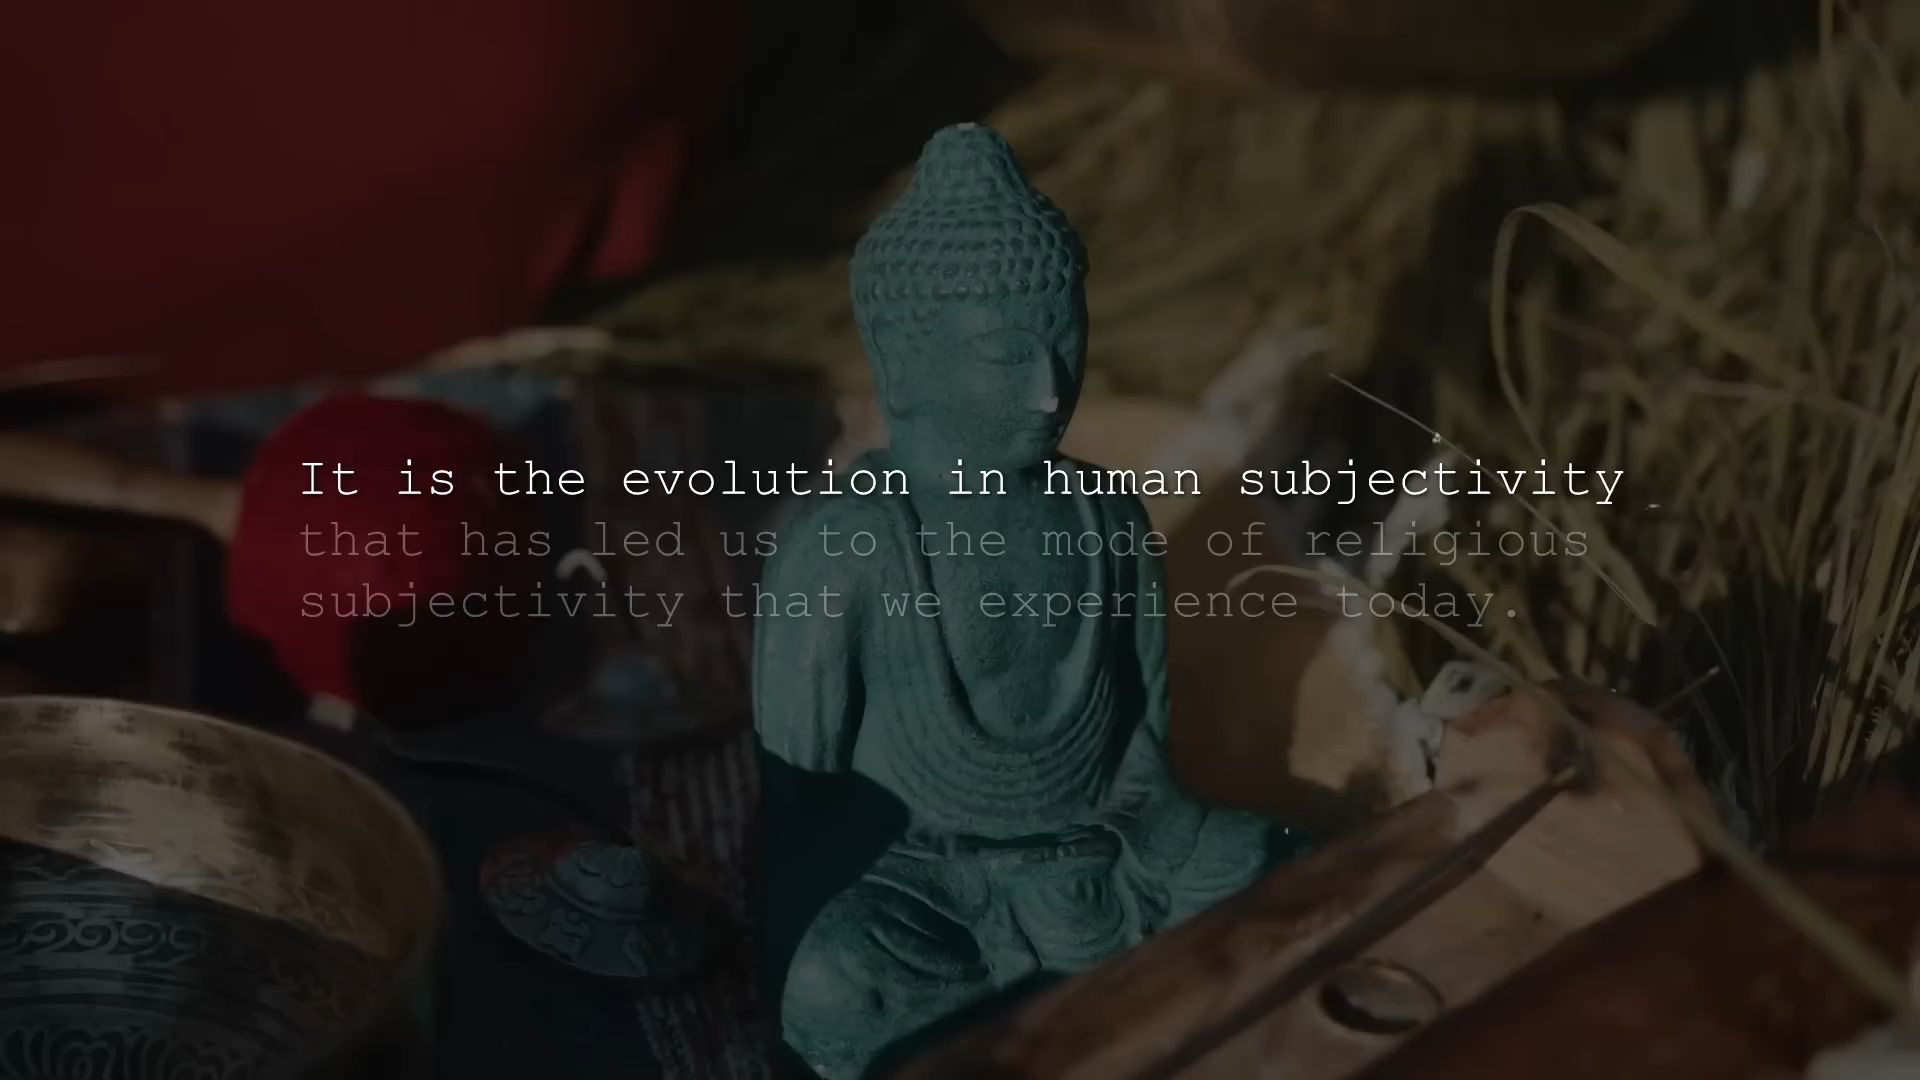 It is the evolution in human subjectivity
that has led us to the mode of religious
subjectivity that we experience today.